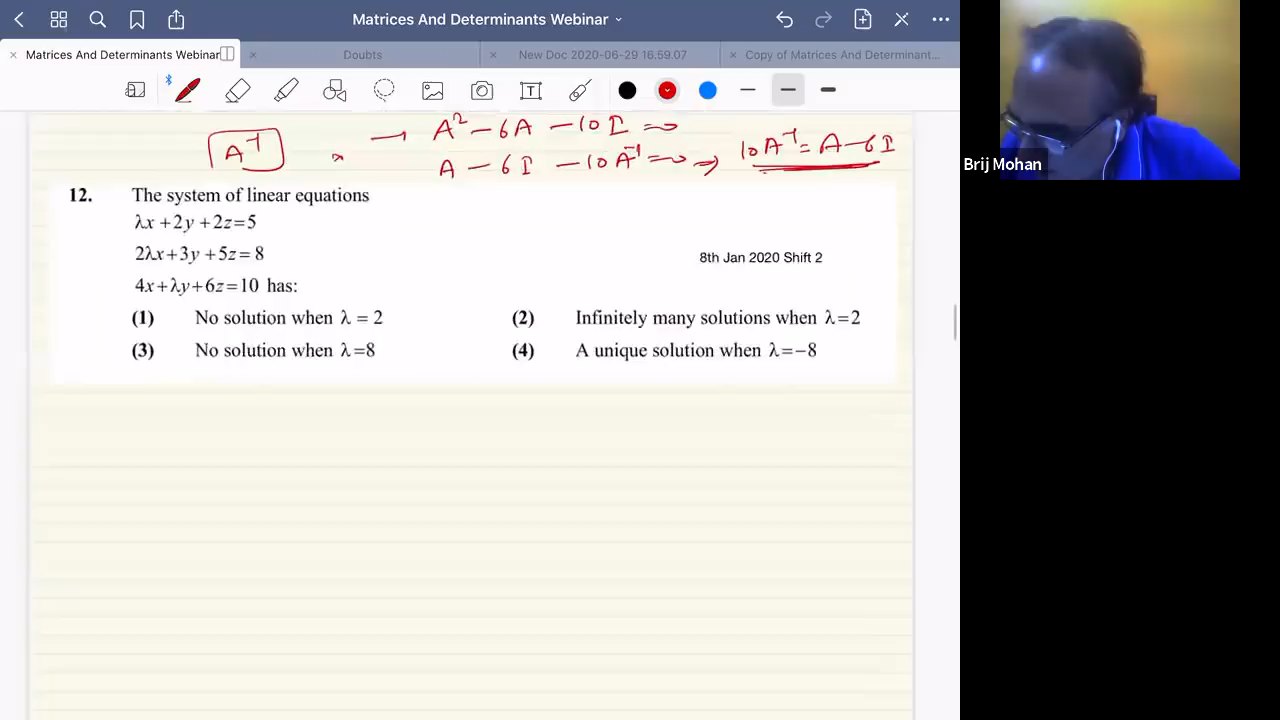 Matrices And Determinants Webinar
Matrices And Determinants Webinar
Doubts
New Doc 2020-06-29 16.59.07
Copy of Matrices And Determinant...
A⁻¹
→ A² − 6A − 10I = 0
A − 6I − 10A⁻¹ = 0 ⇒ 10A⁻¹ = A − 6I
12. The system of linear equations
λx +2y +2z=5
2λx+3y +5z= 8
8th Jan 2020 Shift 2
4x+λy+6z=10 has:
(1) No solution when λ = 2
(2) Infinitely many solutions when λ=2
(3) No solution when λ=8
(4) A unique solution when λ=−8
Brij Mohan